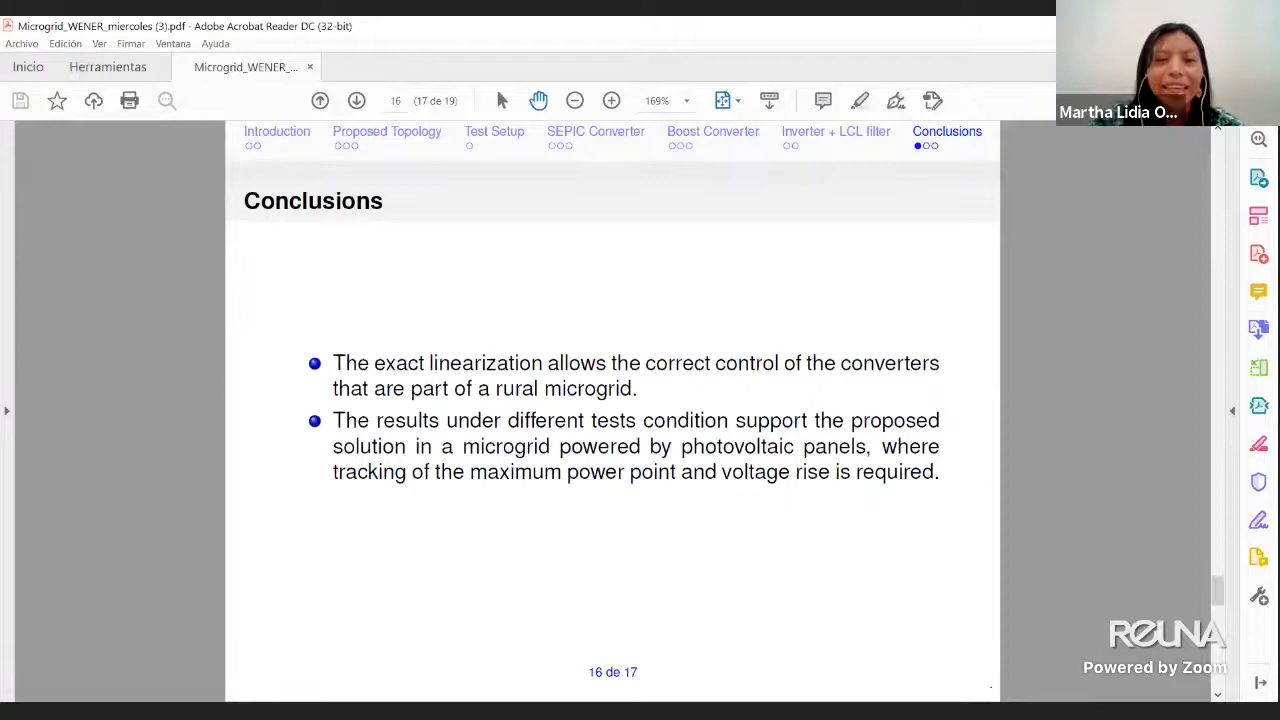 Microgrid_WENER_miercoles (3).pdf - Adobe Acrobat Reader DC (32-bit)
Archivo Edición Ver Firmar Ventana Ayuda
Inicio Herramientas Microgrid_WENER_... ×
16 (17 de 19) 169%
Martha Lidia O...
Introduction Proposed Topology Test Setup SEPIC Converter Boost Converter Inverter + LCL filter Conclusions
Conclusions
The exact linearization allows the correct control of the converters
that are part of a rural microgrid.
The results under different tests condition support the proposed
solution in a microgrid powered by photovoltaic panels, where
tracking of the maximum power point and voltage rise is required.
REUNA
Powered by Zoom
16 de 17